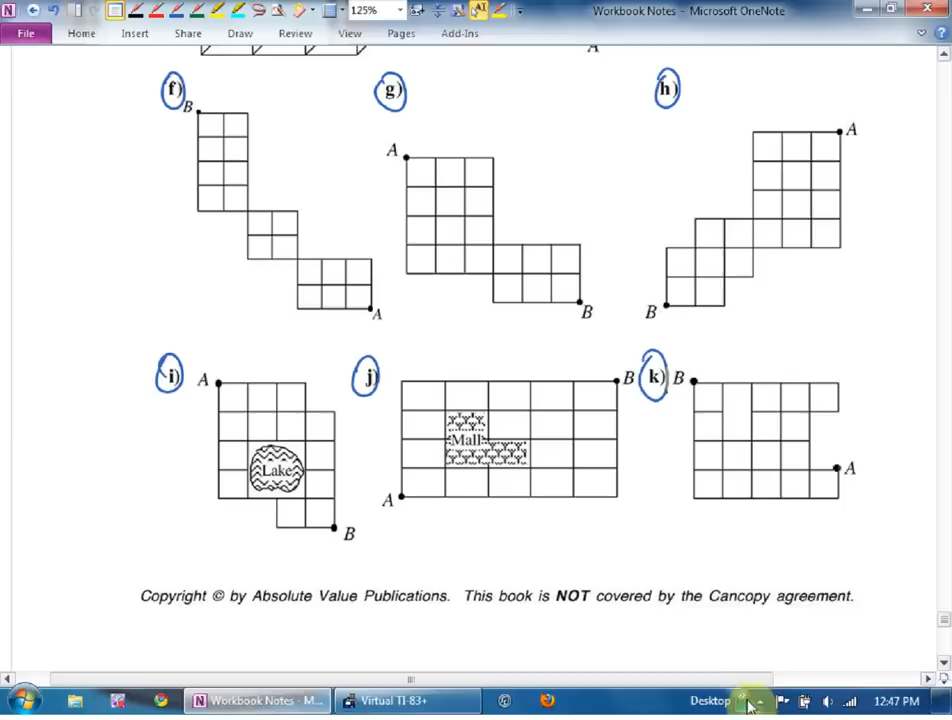 125%
Workbook Notes - Microsoft OneNote
File Home Insert Share Draw Review View Pages Add-Ins
A
f) g) h)
B
A
A
A
B
B
i) A j) B k) B
Mall
Lake
A
A
B
Copyright © by Absolute Value Publications. This book is NOT covered by the Cancopy agreement.
Workbook Notes - M... Virtual TI-83+ Desktop 12:47 PM